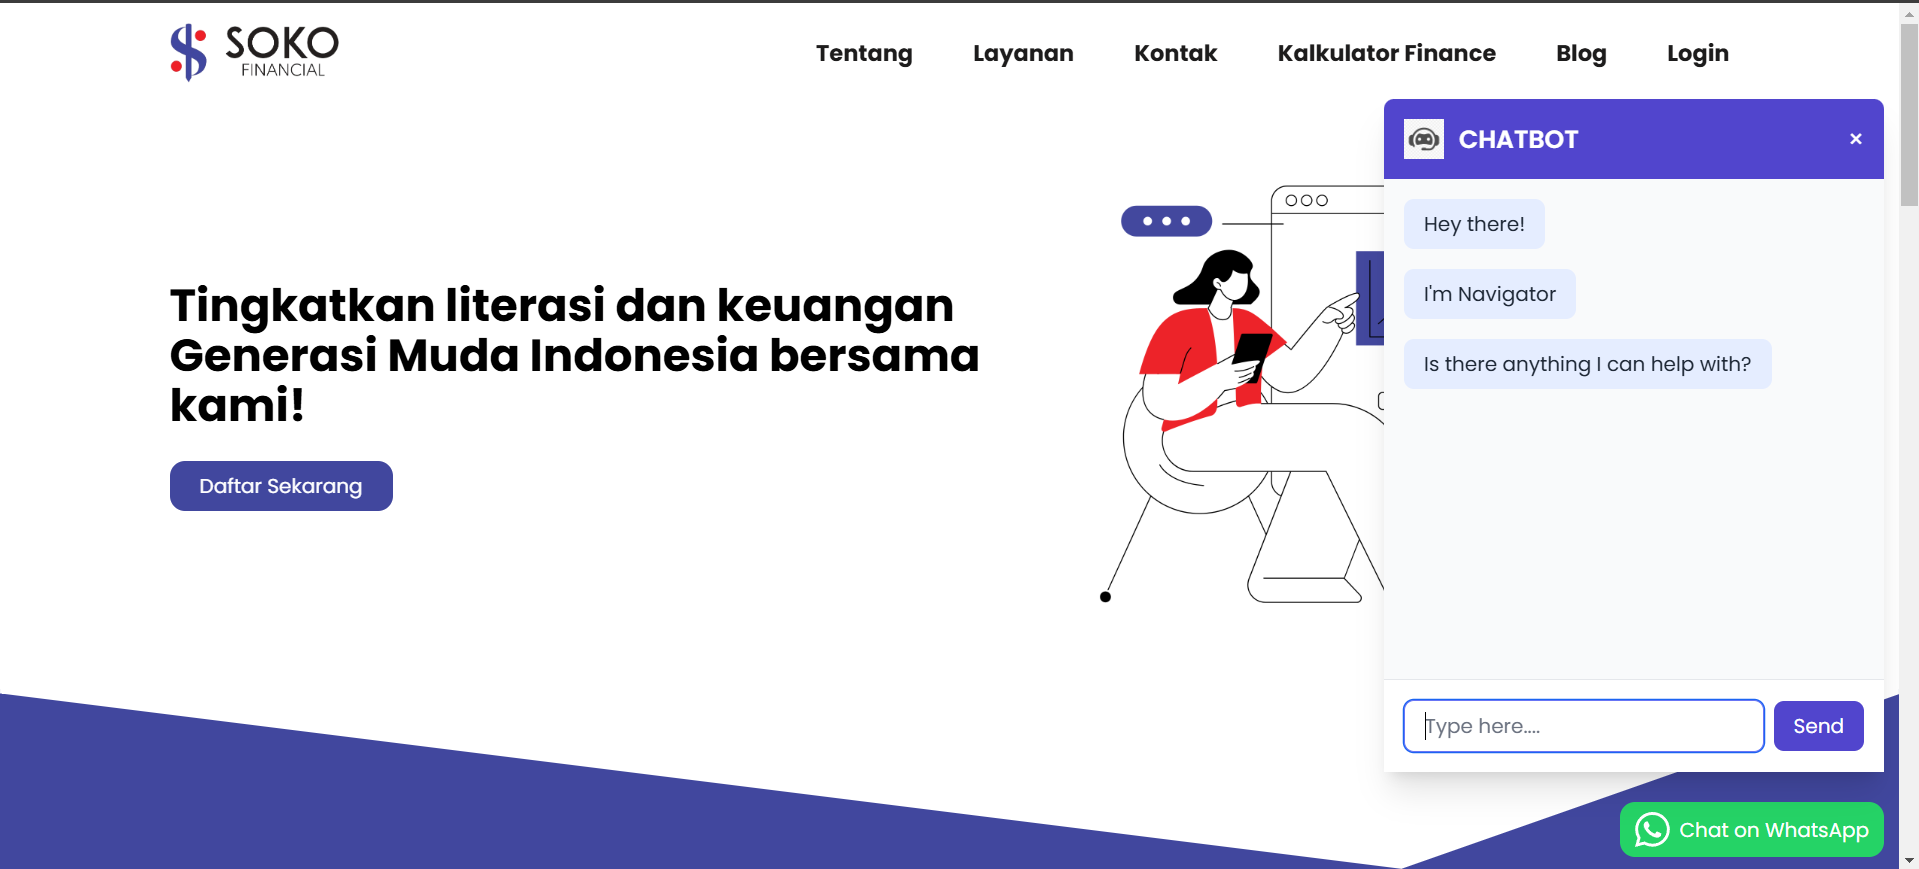 SOKO
FINANCIAL
Tentang
Layanan
Kontak
Kalkulator Finance
Blog
Login
Tingkatkan literasi dan keuangan
Generasi Muda Indonesia bersama
kami!
Daftar Sekarang
CHATBOT
×
Hey there!
I'm Navigator
Is there anything I can help with?
Type here....
Send
Chat on WhatsApp